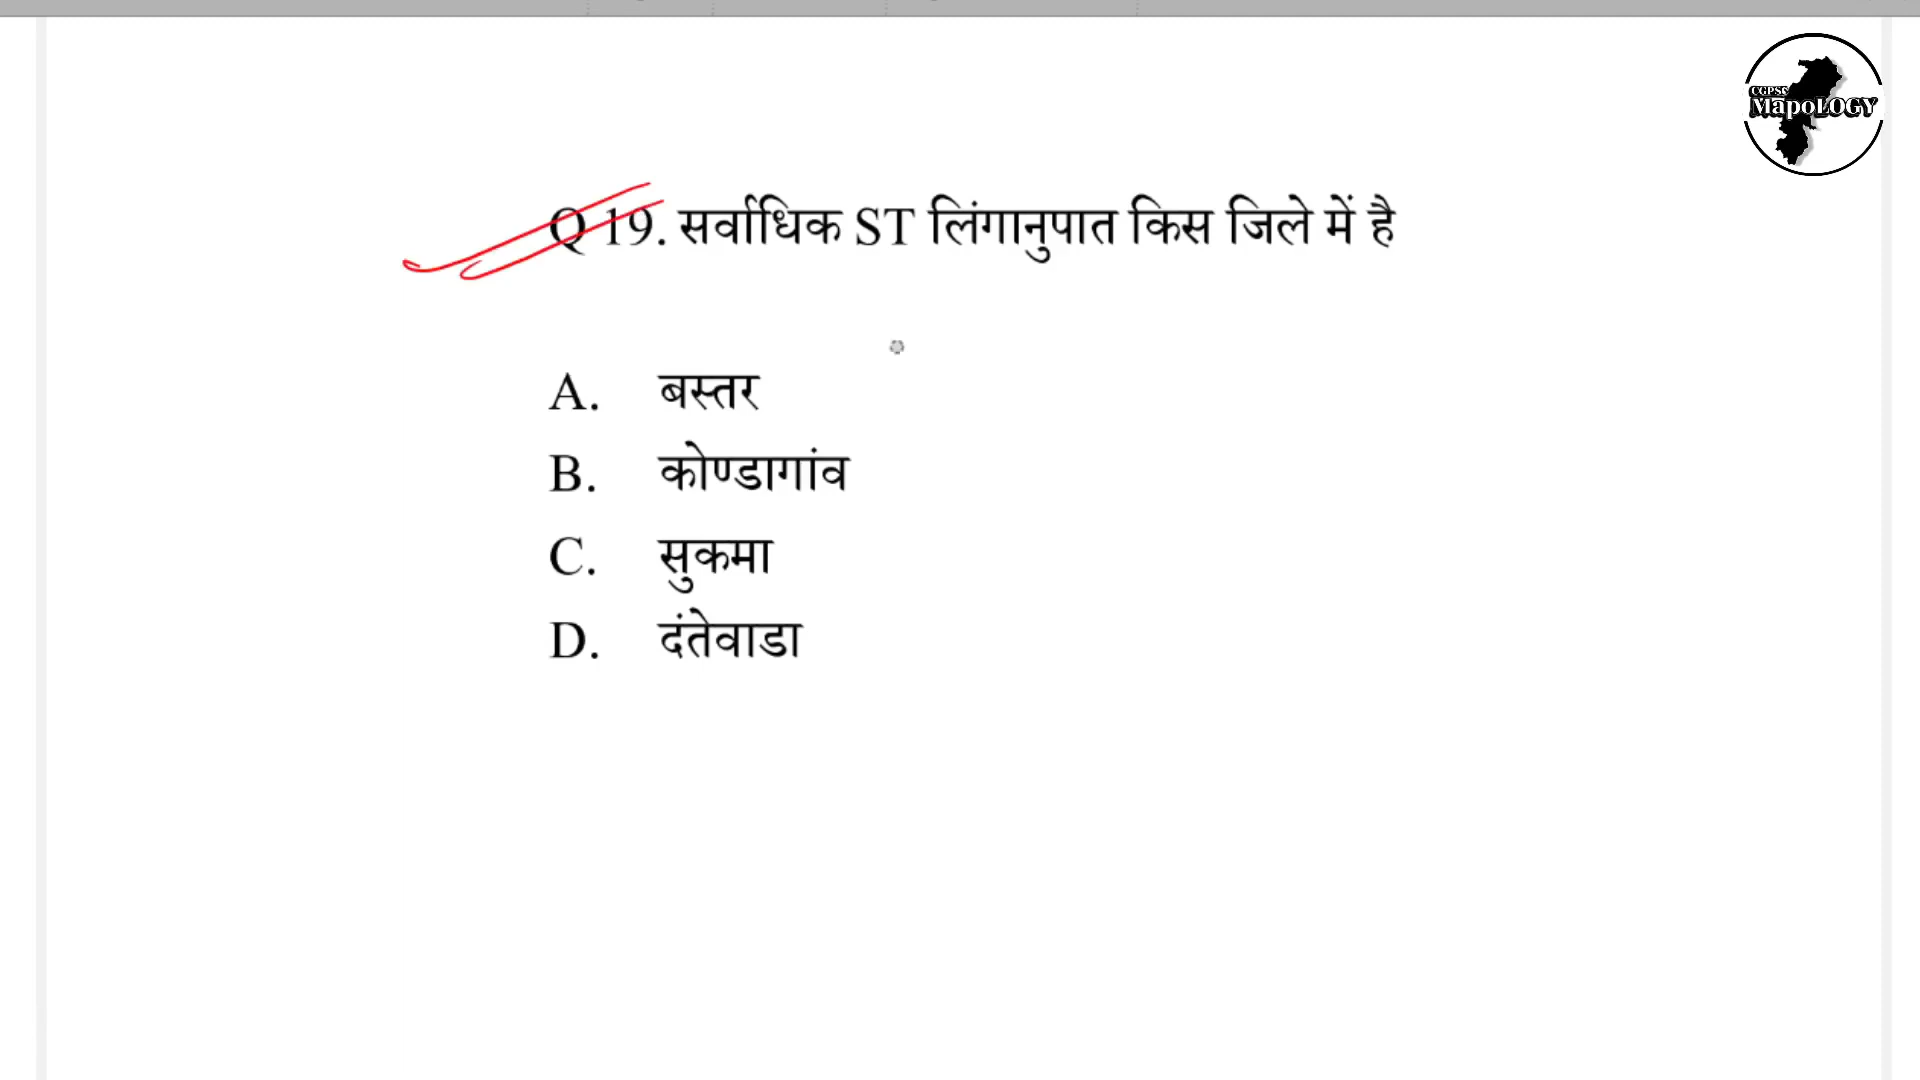 CGPSC
MapoLOGY
Q 19. सर्वाधिक ST लिंगानुपात किस जिले में है
A. बस्तर
B. कोण्डागांव
C. सुकमा
D. दंतेवाडा